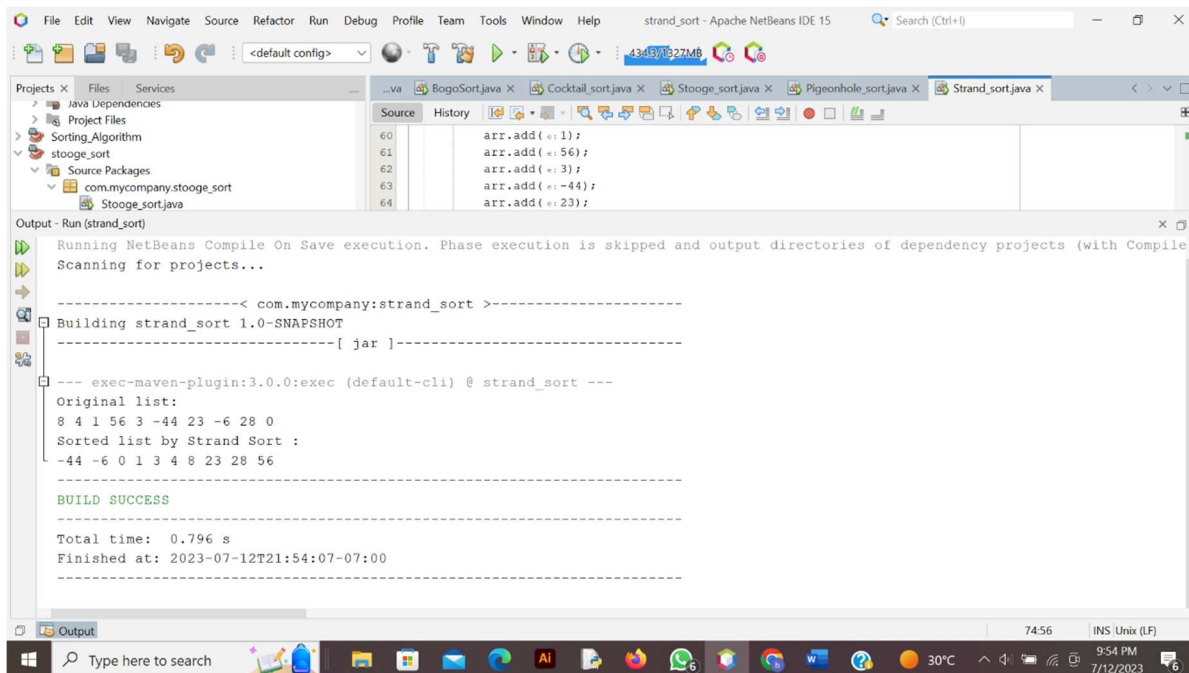 File Edit View Navigate Source Refactor Run Debug Profile Team Tools Window Help strand_sort - Apache NetBeans IDE 15 Search (Ctrl+I)
<default config> 434.3/1327MB
Projects × Files Services
...va BogoSort.java × Cocktail_sort.java × Stooge_sort.java × Pigeonhole_sort.java × Strand_sort.java ×
Java Dependencies
Project Files
Sorting_Algorithm
stooge_sort
Source Packages
com.mycompany.stooge_sort
Stooge_sort.java
Source History
60 arr.add( e: 1);
61 arr.add( e: 56);
62 arr.add( e: 3);
63 arr.add( e: -44);
64 arr.add( e: 23);
Output - Run (strand_sort)
Running NetBeans Compile On Save execution. Phase execution is skipped and output directories of dependency projects (with Compile
Scanning for projects...
---------------------< com.mycompany:strand_sort >----------------------
Building strand_sort 1.0-SNAPSHOT
--------------------------------[ jar ]---------------------------------
--- exec-maven-plugin:3.0.0:exec (default-cli) @ strand_sort ---
Original list:
8 4 1 56 3 -44 23 -6 28 0
Sorted list by Strand Sort :
-44 -6 0 1 3 4 8 23 28 56
------------------------------------------------------------------------
BUILD SUCCESS
------------------------------------------------------------------------
Total time: 0.796 s
Finished at: 2023-07-12T21:54:07-07:00
------------------------------------------------------------------------
Output
74:56 INS Unix (LF)
Type here to search
Ai
30°C
9:54 PM
7/12/2023